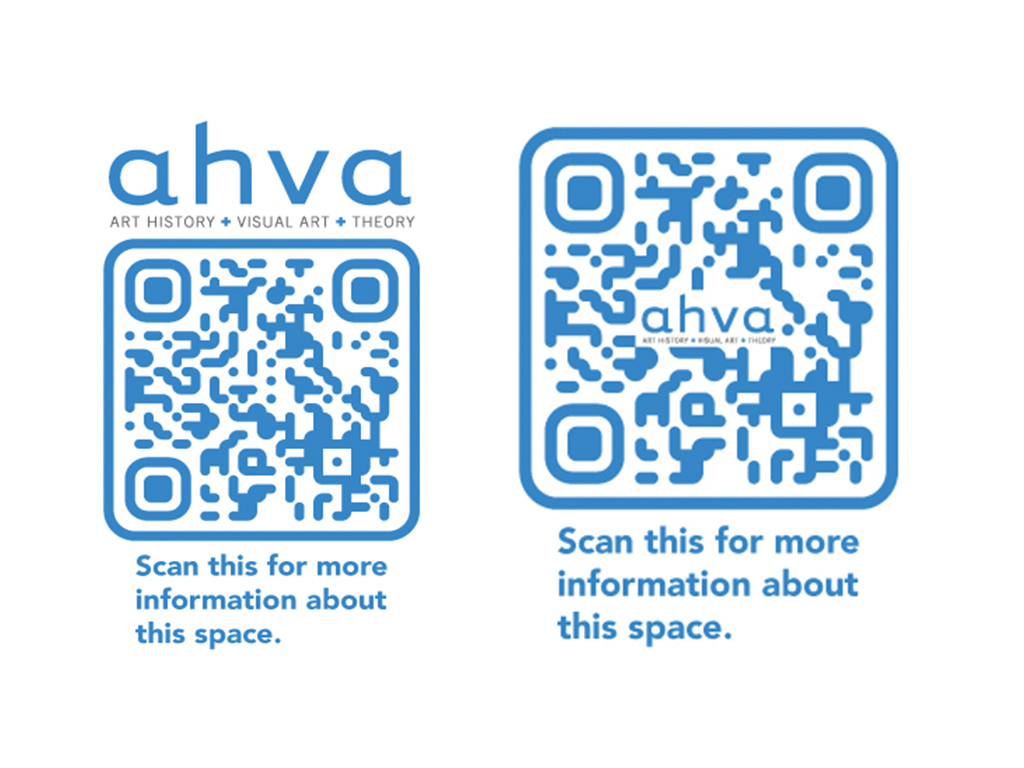 ahva
ART HISTORY + VISUAL ART + THEORY
Scan this for more
information about
this space.
ahva
ART HISTORY + VISUAL ART + THEORY
Scan this for more
information about
this space.